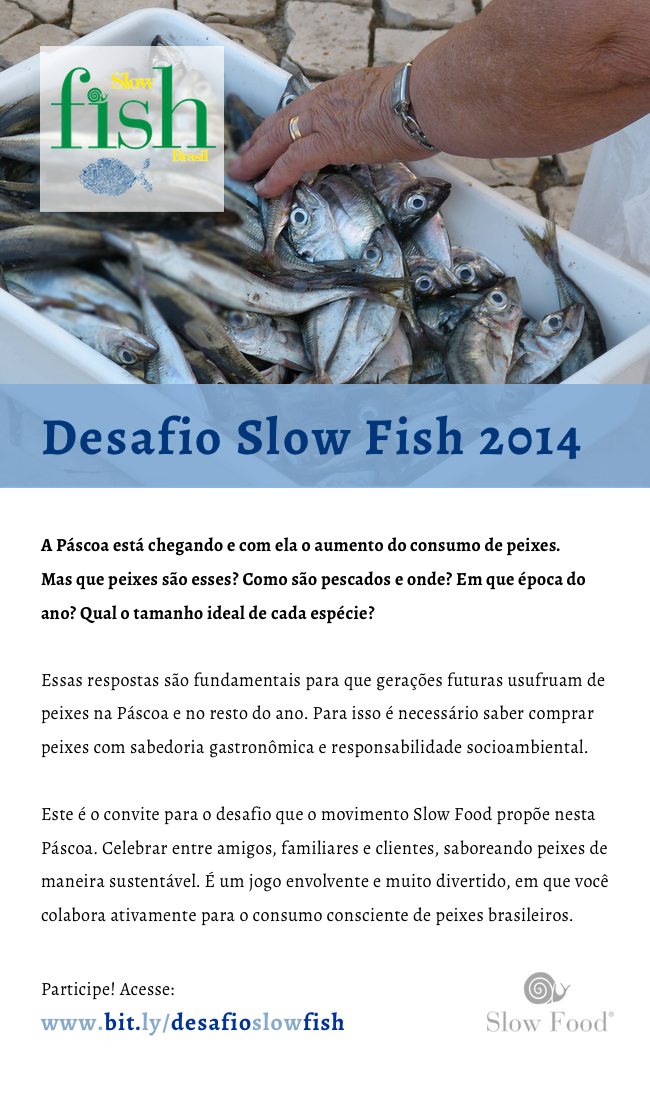 Slow
fish
Brasil
Desafio Slow Fish 2014
A Páscoa está chegando e com ela o aumento do consumo de peixes.
Mas que peixes são esses? Como são pescados e onde? Em que época do
ano? Qual o tamanho ideal de cada espécie?
Essas respostas são fundamentais para que gerações futuras usufruam de
peixes na Páscoa e no resto do ano. Para isso é necessário saber comprar
peixes com sabedoria gastronômica e responsabilidade socioambiental.
Este é o convite para o desafio que o movimento Slow Food propõe nesta
Páscoa. Celebrar entre amigos, familiares e clientes, saboreando peixes de
maneira sustentável. É um jogo envolvente e muito divertido, em que você
colabora ativamente para o consumo consciente de peixes brasileiros.
Participe! Acesse:
www.bit.ly/desafioslowfish
Slow Food®